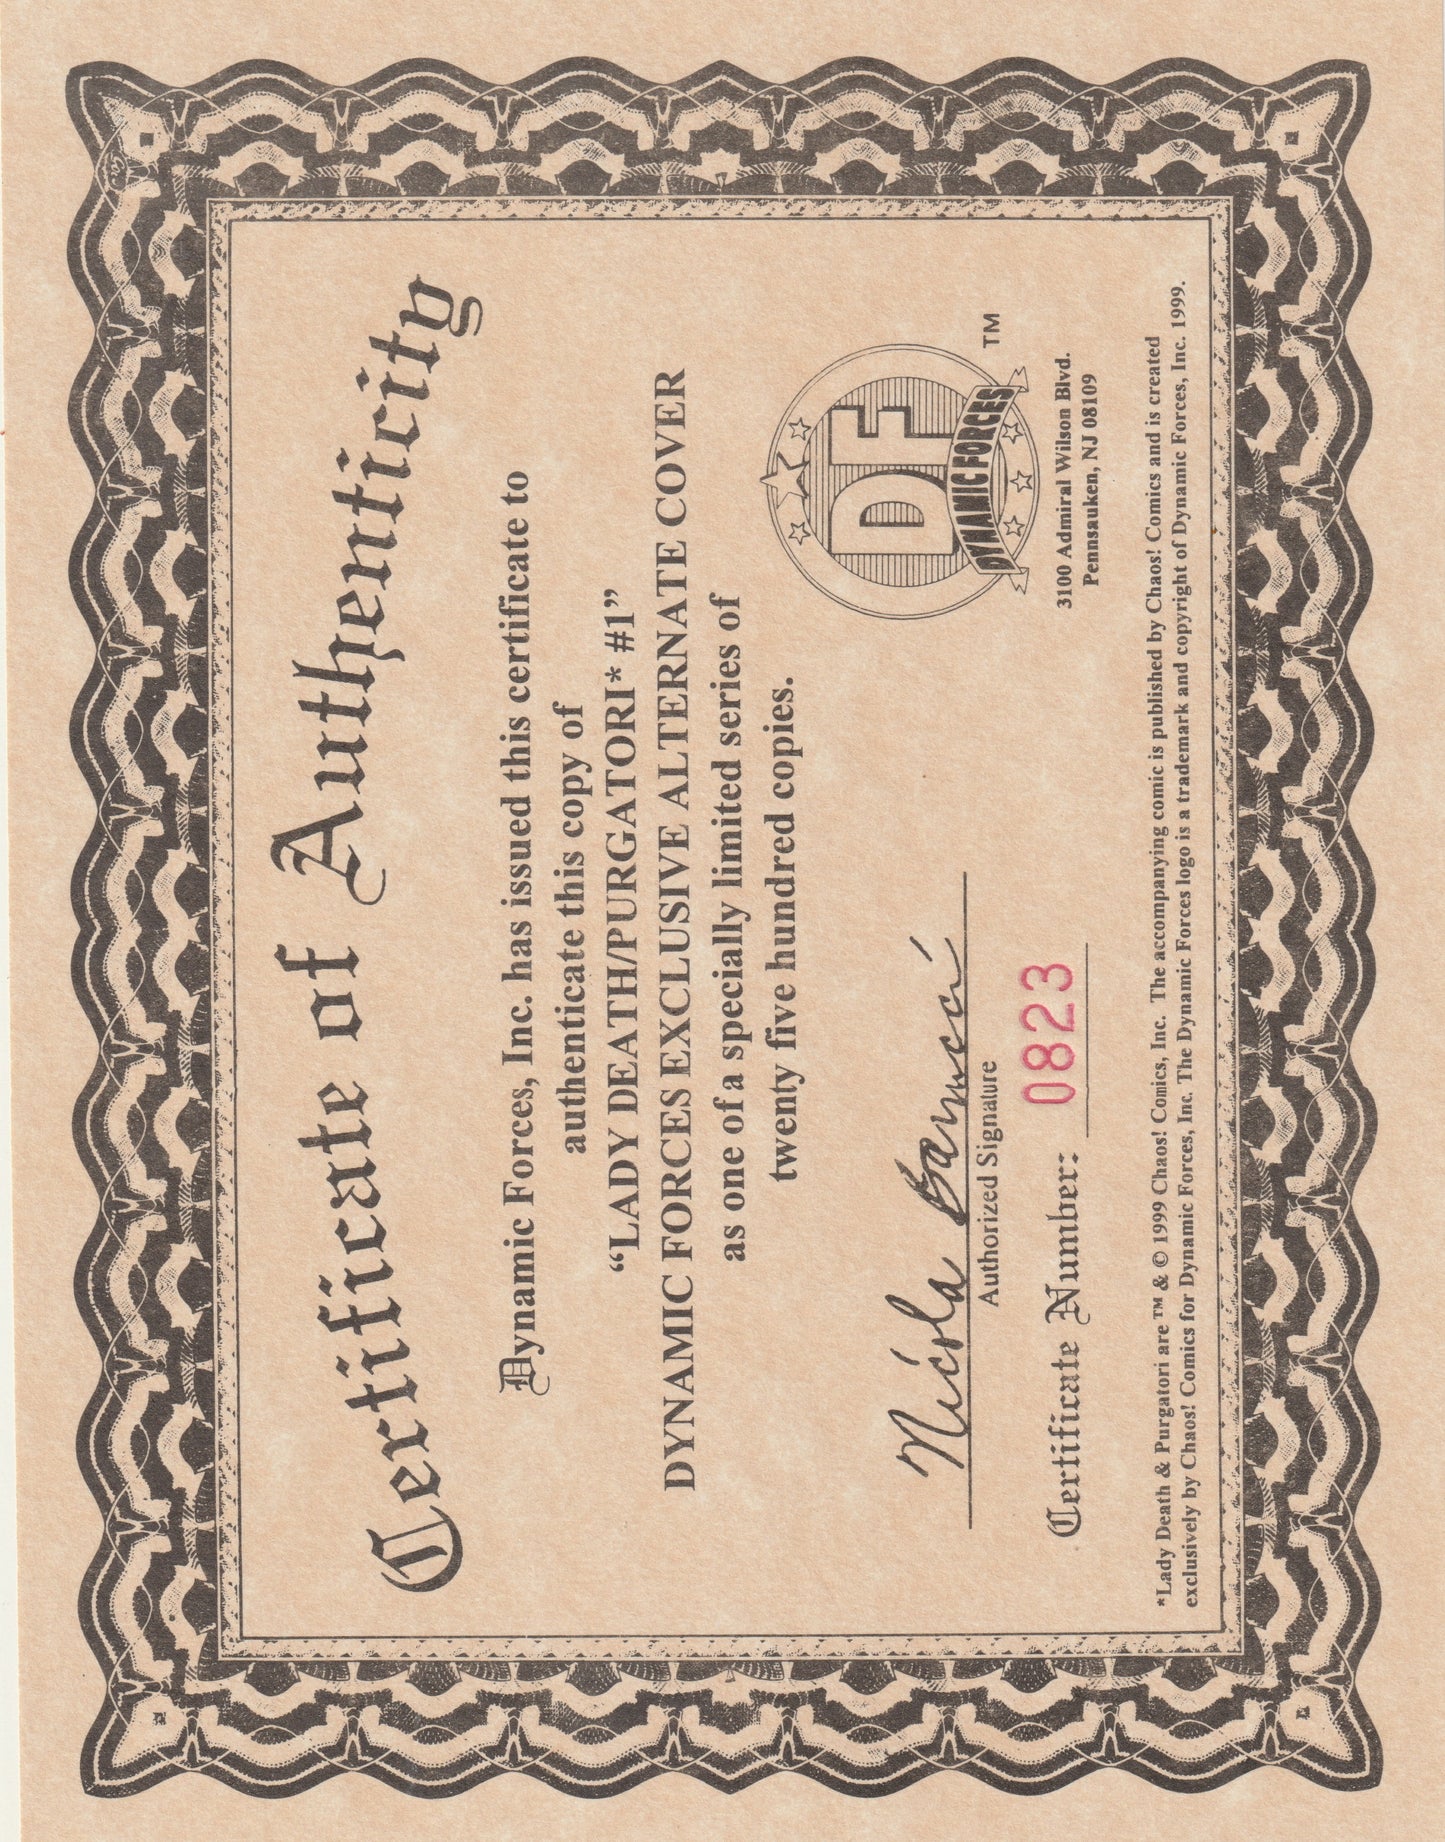 Certificate of Authenticity
Dynamic Forces, Inc. has issued this certificate to
authenticate this copy of
“LADY DEATH/PURGATORI* #1”
DYNAMIC FORCES EXCLUSIVE ALTERNATE COVER
as one of a specially limited series of
twenty five hundred copies.
Authorized Signature
Certificate Number: 0823
DF
DYNAMIC FORCES
TM
3100 Admiral Wilson Blvd.
Pennsauken, NJ 08109
*Lady Death & Purgatori are ™ & © 1999 Chaos! Comics, Inc. The accompanying comic is published by Chaos! Comics and is created
exclusively by Chaos! Comics for Dynamic Forces, Inc. The Dynamic Forces logo is a trademark and copyright of Dynamic Forces, Inc. 1999.